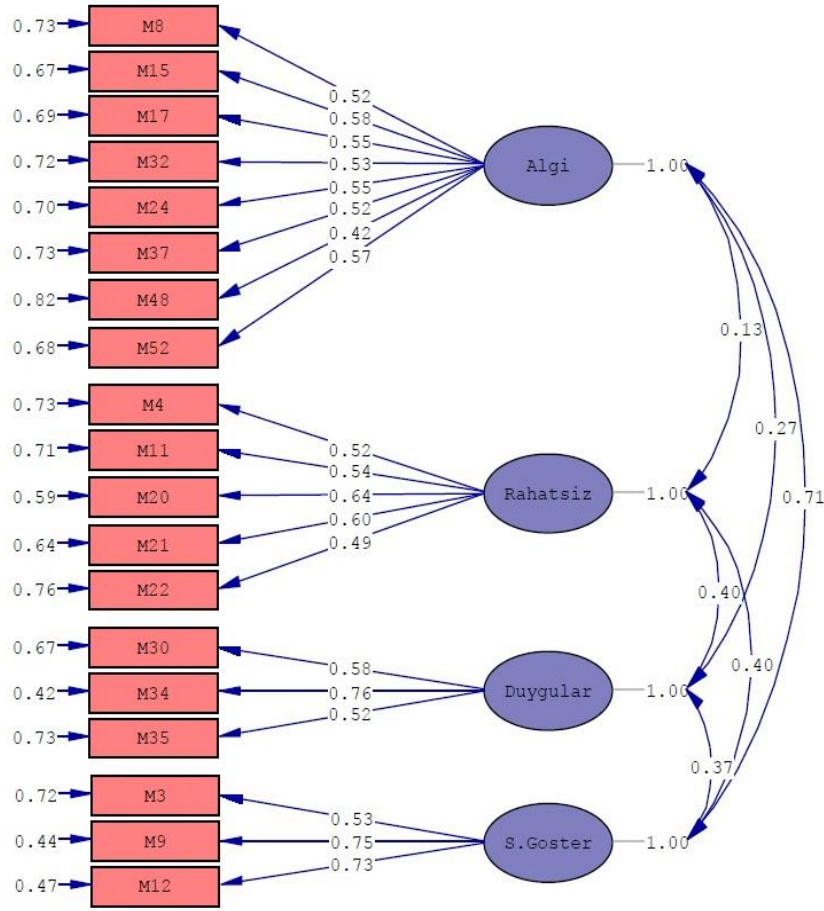 0.73 M8
0.67 M15
0.69 M17
0.72 M32
0.70 M24
0.73 M37
0.82 M48
0.68 M52
0.52
0.58
0.55
0.53
0.55
0.52
0.42
0.57
Algi 1.00
0.73 M4
0.71 M11
0.59 M20
0.64 M21
0.76 M22
0.52
0.54
0.64
0.60
0.49
Rahatsiz 1.00
0.67 M30
0.42 M34
0.73 M35
0.58
0.76
0.52
Duygular 1.00
0.72 M3
0.44 M9
0.47 M12
0.53
0.75
0.73
S.Goster 1.00
0.13
0.27
0.71
0.40
0.40
0.37